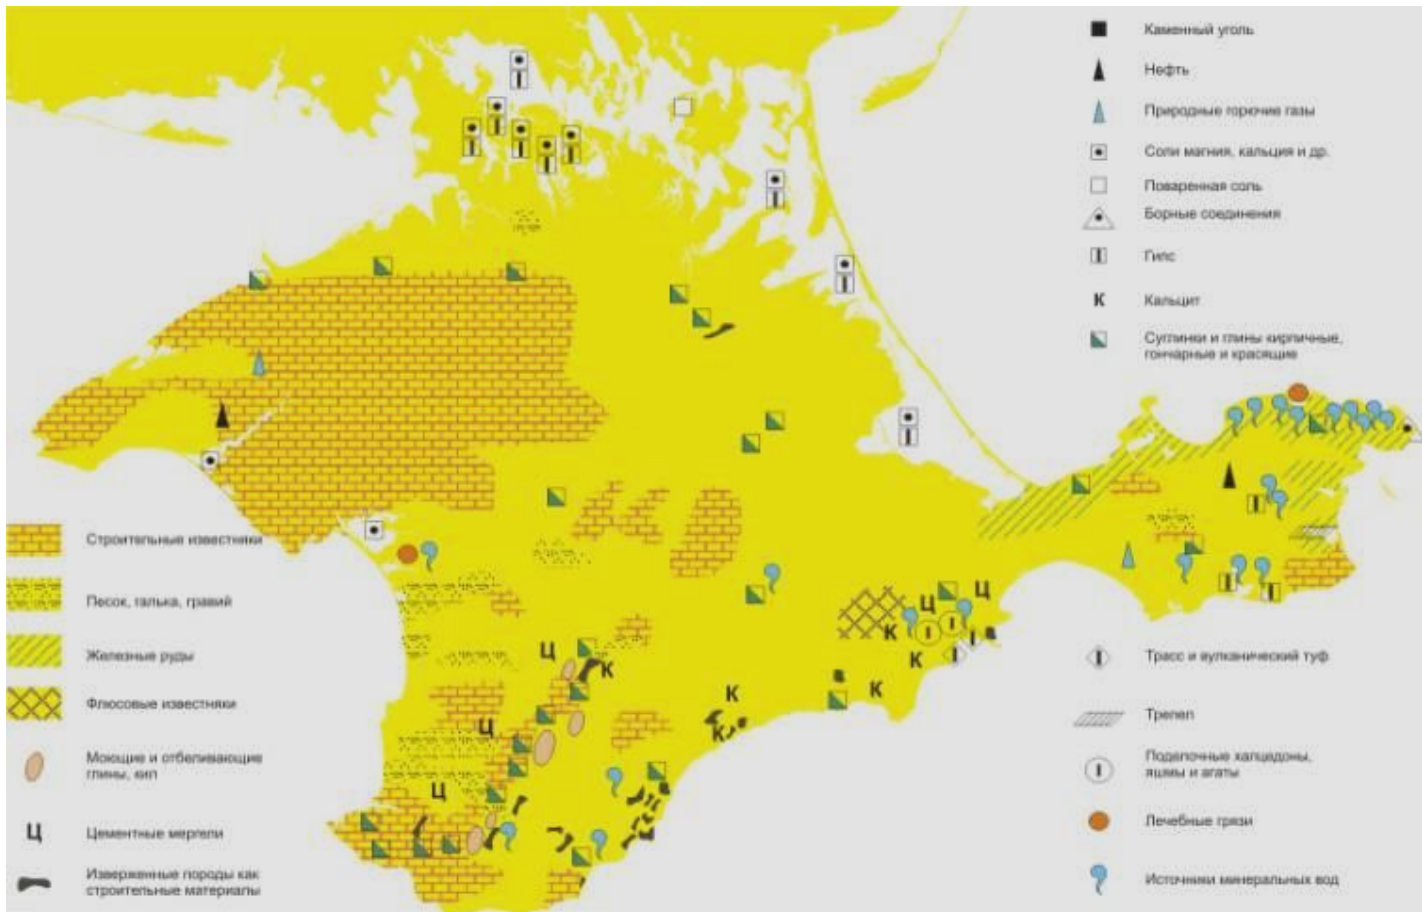 Каменный уголь
Нефть
Природные горючие газы
Соли магния, кальция и др.
Поваренная соль
Борные соединения
Гипс
К Кальцит
Суглинки и глины кирпичные,
гончарные и красящие
Строительные известняки
Песок, галька, гравий
Железные руды
Флюсовые известняки
Моющие и отбеливающие
глины, кил
Ц Цементные мергели
Изверженные породы как
строительные материалы
Ц
К
Ц
Ц
К
К
Ц
Ц
К
К
К
Трасс и вулканический туф
Трепел
Поделочные халцедоны,
яшмы и агаты
Лечебные грязи
Источники минеральных вод